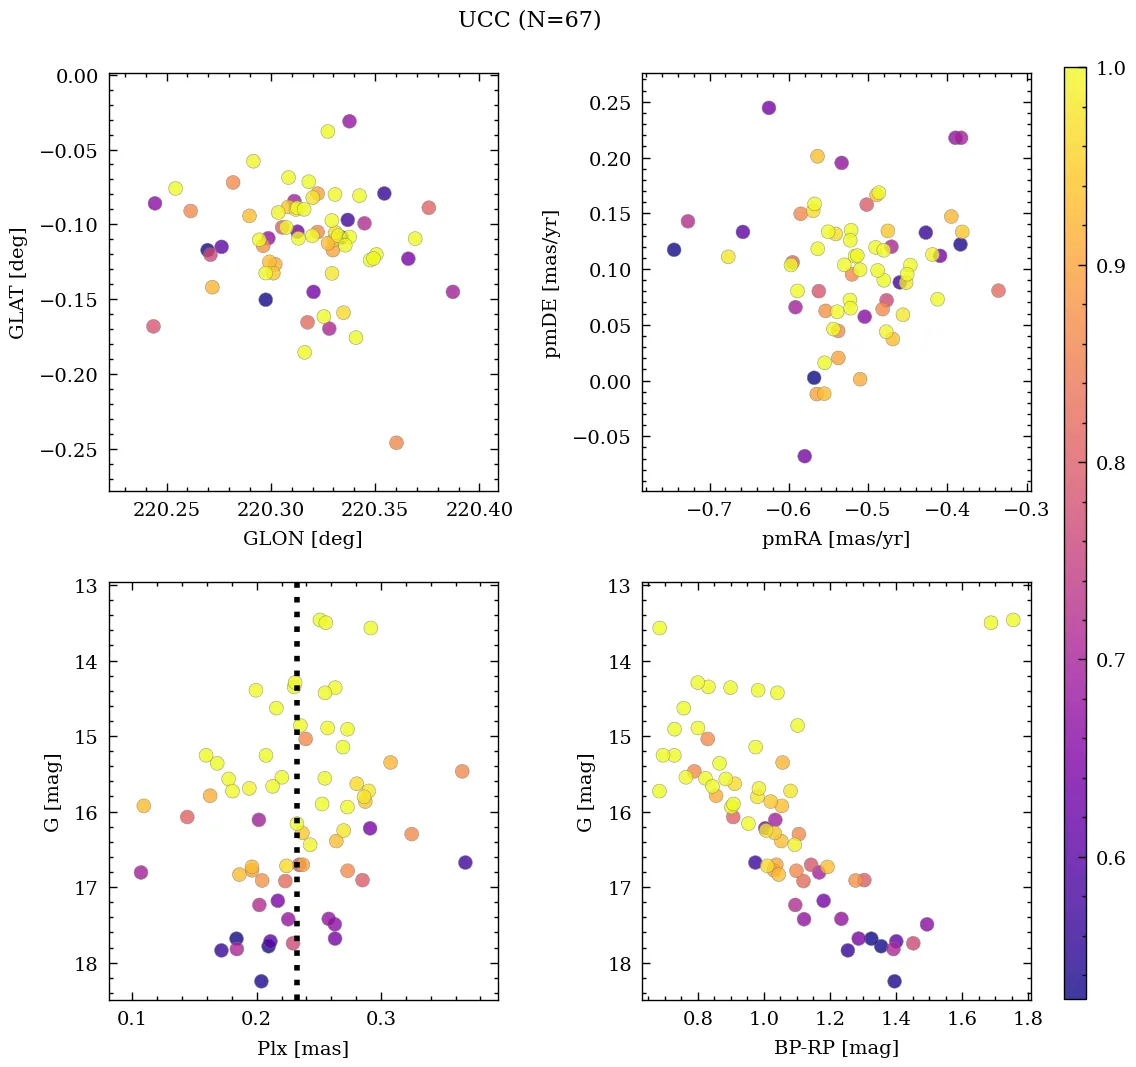 UCC (N=67)
0.00
−0.05
−0.10
−0.15
−0.20
−0.25
GLAT [deg]
220.25 220.30 220.35 220.40
GLON [deg]
0.25
0.20
0.15
0.10
0.05
0.00
−0.05
pmDE [mas/yr]
−0.7 −0.6 −0.5 −0.4 −0.3
pmRA [mas/yr]
13
14
15
16
17
18
G [mag]
0.1 0.2 0.3
Plx [mas]
13
14
15
16
17
18
G [mag]
0.8 1.0 1.2 1.4 1.6 1.8
BP-RP [mag]
1.0
0.9
0.8
0.7
0.6